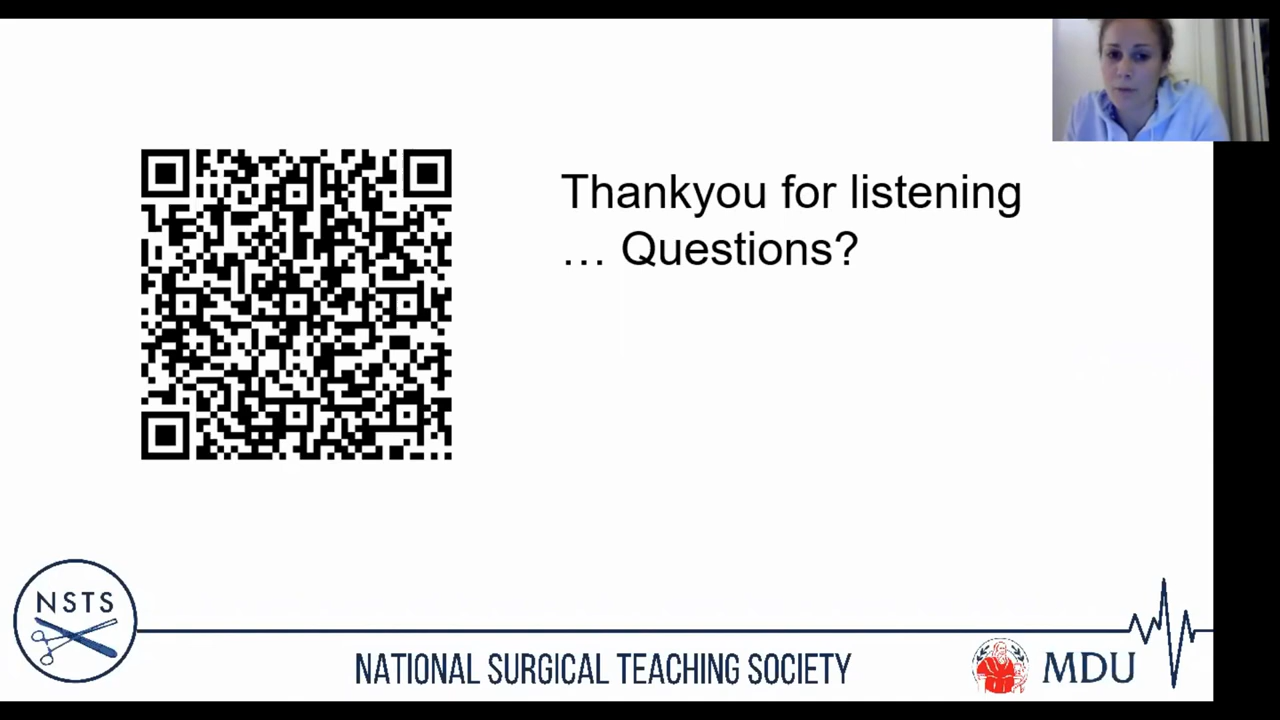 Thankyou for listening
… Questions?
NSTS
NATIONAL SURGICAL TEACHING SOCIETY
MDU